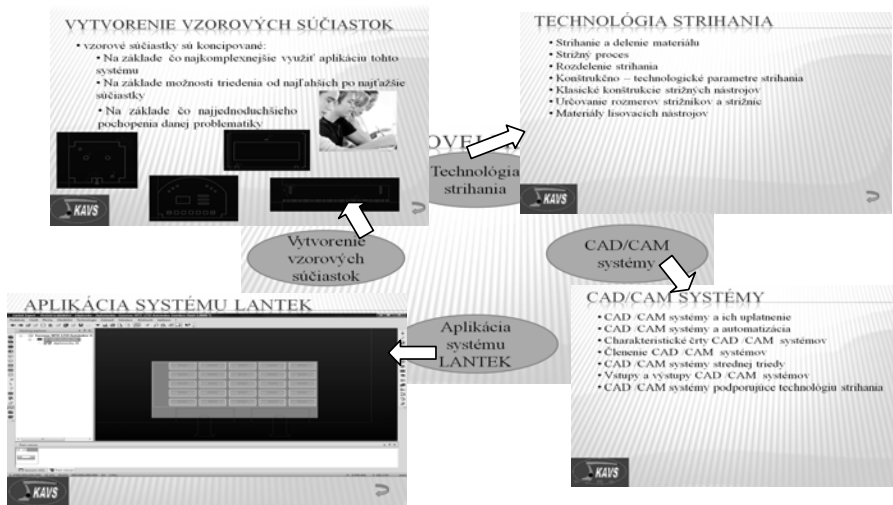 VYTVORENIE VZOROVÝCH SÚČIASTOK
• vzorové súčiastky sú koncipované:
• Na základe čo najkomplexnejšie využiť aplikáciu tohto
systému
• Na základe možnosti triedenia od najľahších po najťažšie
súčiastky
• Na základe čo najjednoduchšieho
pochopenia danej problematiky
KAVS
TECHNOLÓGIA STRIHANIA
• Strihanie a delenie materiálu
• Strižný proces
• Rozdelenie strihania
• Konštrukčno – technologické parametre strihania
• Klasické konštrukcie strižných nástrojov
• Určovanie rozmerov strižníkov a strižníc
• Materiály lisovacích nástrojov
KAVS
Technológia
strihania
Vytvorenie
vzorových
súčiastok
CAD/CAM
systémy
Aplikácia
systému
LANTEK
APLIKÁCIA SYSTÉMU LANTEK
KAVS
CAD/CAM SYSTÉMY
• CAD /CAM systémy a ich uplatnenie
• CAD /CAM systémy a automatizácia
• Charakteristické črty CAD /CAM systémov
• Členenie CAD /CAM systémov
• CAD /CAM systémy strednej triedy
• Vstupy a výstupy CAD /CAM systémov
• CAD /CAM systémy podporujúce technológiu strihania
KAVS